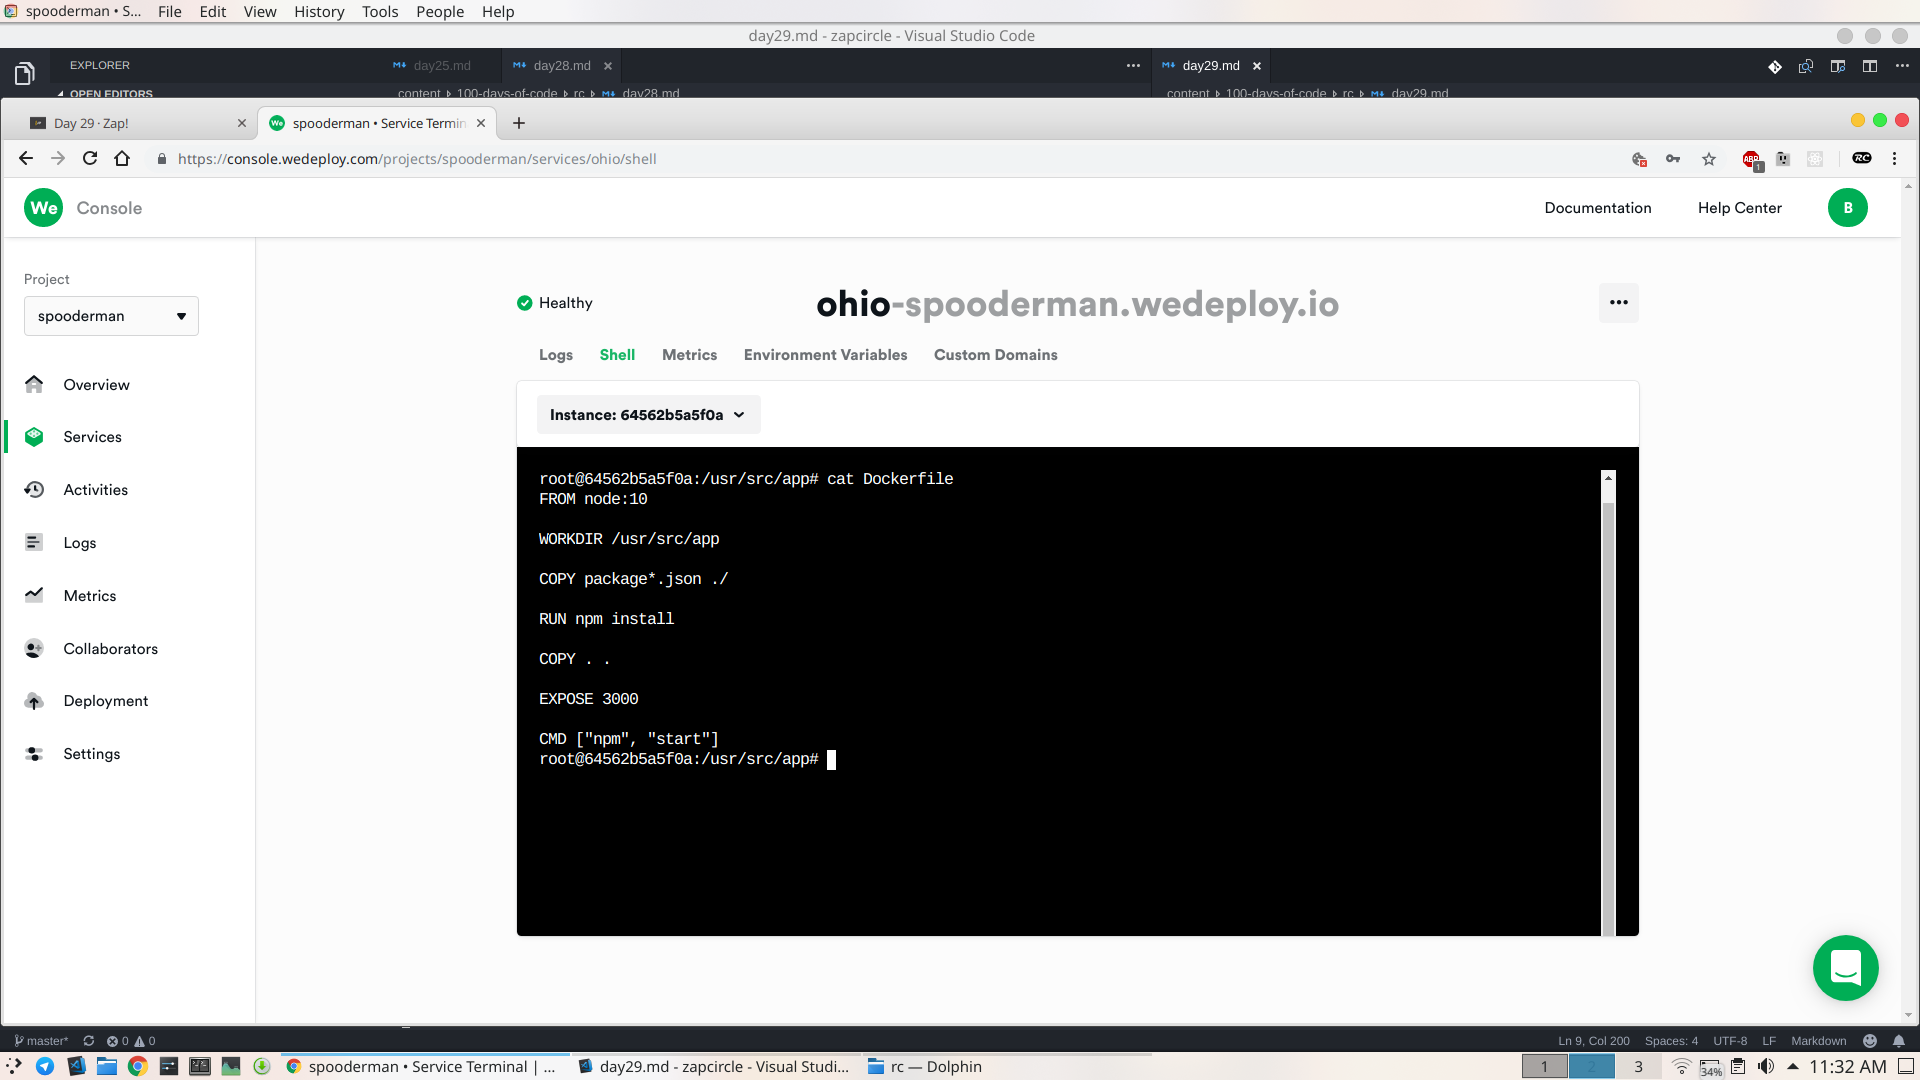 spooderman • S... File Edit View History Tools People Help
day29.md - zapcircle - Visual Studio Code
EXPLORER day25.md day28.md day29.md
OPEN EDITORS content 100-days-of-code rc day28.md content 100-days-of-code rc day29.md
Day 29 · Zap! We spooderman • Service Termin
https://console.wedeploy.com/projects/spooderman/services/ohio/shell ABP 1 RC
We Console Documentation Help Center B
Project
spooderman
Overview
Services
Activities
Logs
Metrics
Collaborators
Deployment
Settings
Healthy ohio-spooderman.wedeploy.io
Logs Shell Metrics Environment Variables Custom Domains
Instance: 64562b5a5f0a
root@64562b5a5f0a:/usr/src/app# cat Dockerfile
FROM node:10
WORKDIR /usr/src/app
COPY package*.json ./
RUN npm install
COPY . .
EXPOSE 3000
CMD ["npm", "start"]
root@64562b5a5f0a:/usr/src/app#
master* 0 0 Ln 9, Col 200 Spaces: 4 UTF-8 LF Markdown
spooderman • Service Terminal | ... day29.md - zapcircle - Visual Studi... rc — Dolphin 1 2 3 34% 11:32 AM